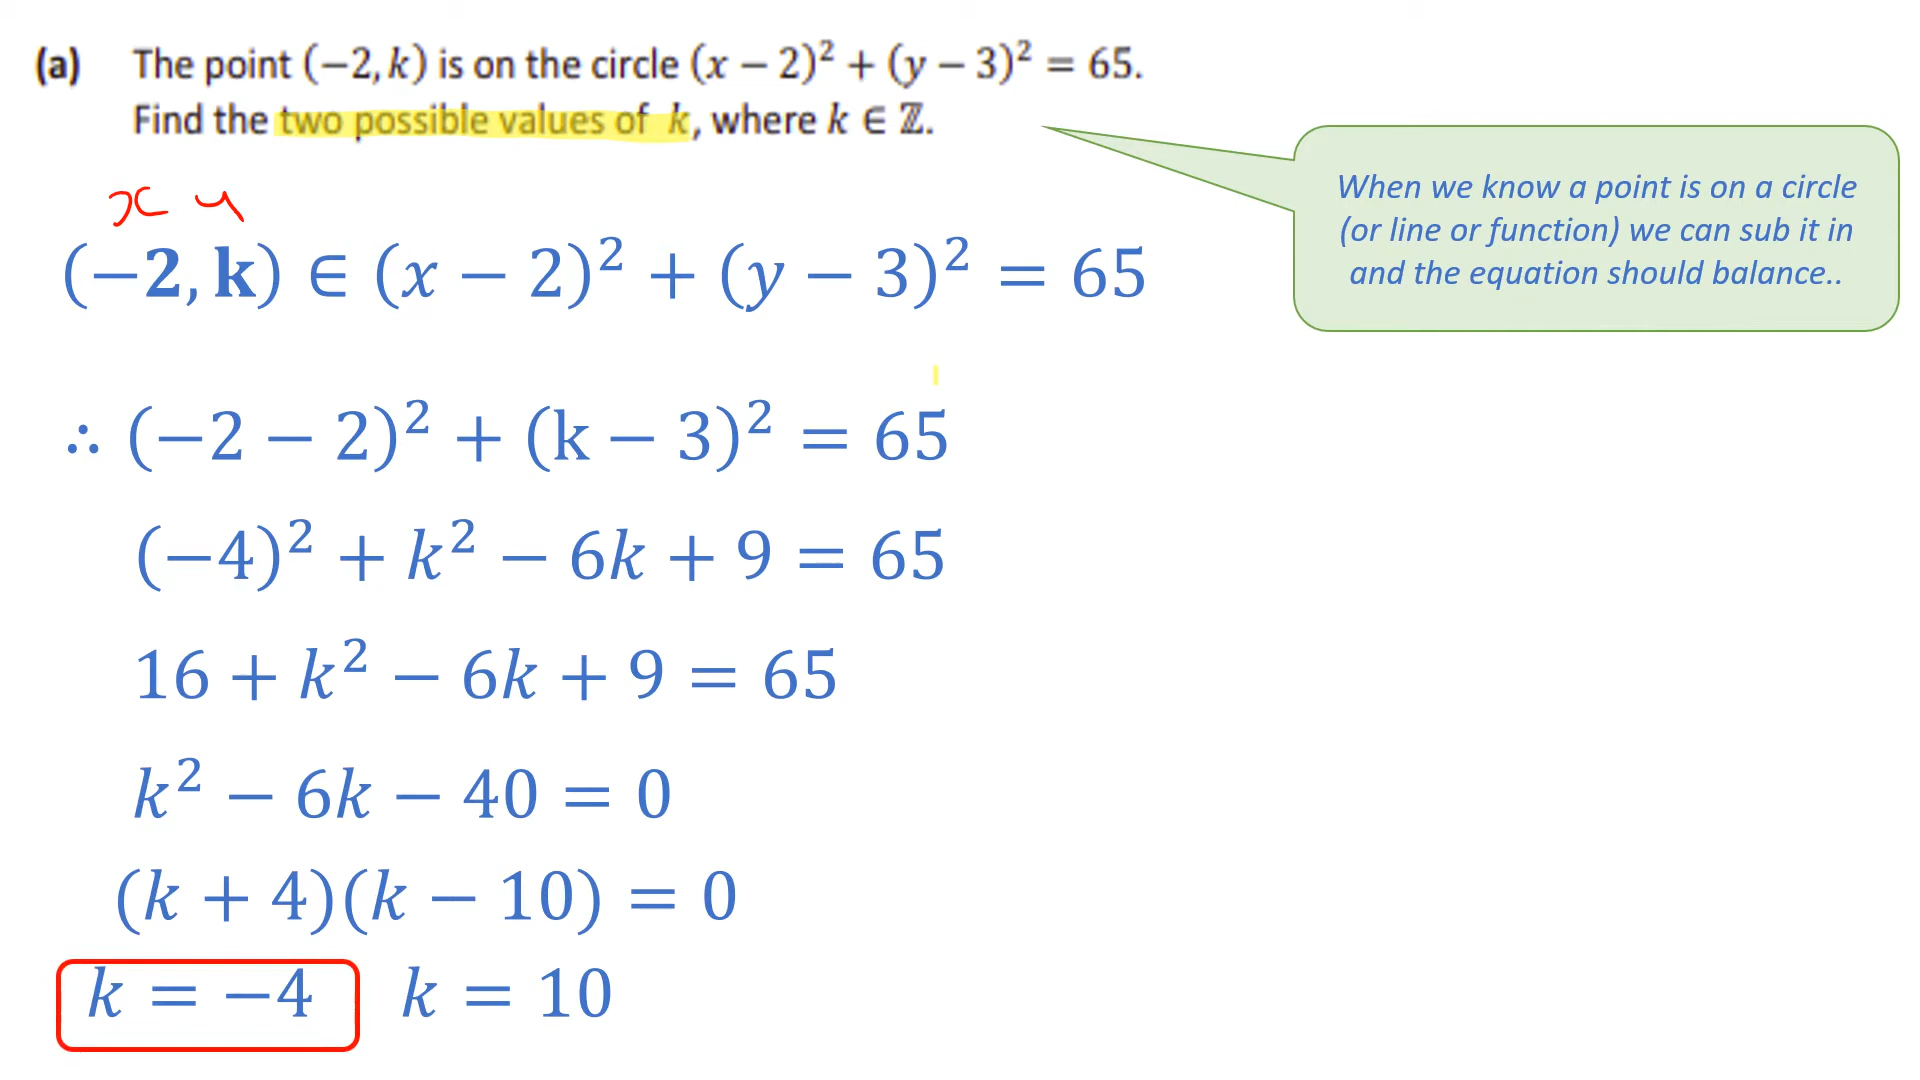 (a) The point (−2, k) is on the circle (x − 2)² + (y − 3)² = 65.
Find the two possible values of k, where k ∈ ℤ.
When we know a point is on a circle
(or line or function) we can sub it in
and the equation should balance..
x y
(−2, k) ∈ (x − 2)² + (y − 3)² = 65
∴ (−2 − 2)² + (k − 3)² = 65
(−4)² + k² − 6k + 9 = 65
16 + k² − 6k + 9 = 65
k² − 6k − 40 = 0
(k + 4)(k − 10) = 0
k = −4 k = 10